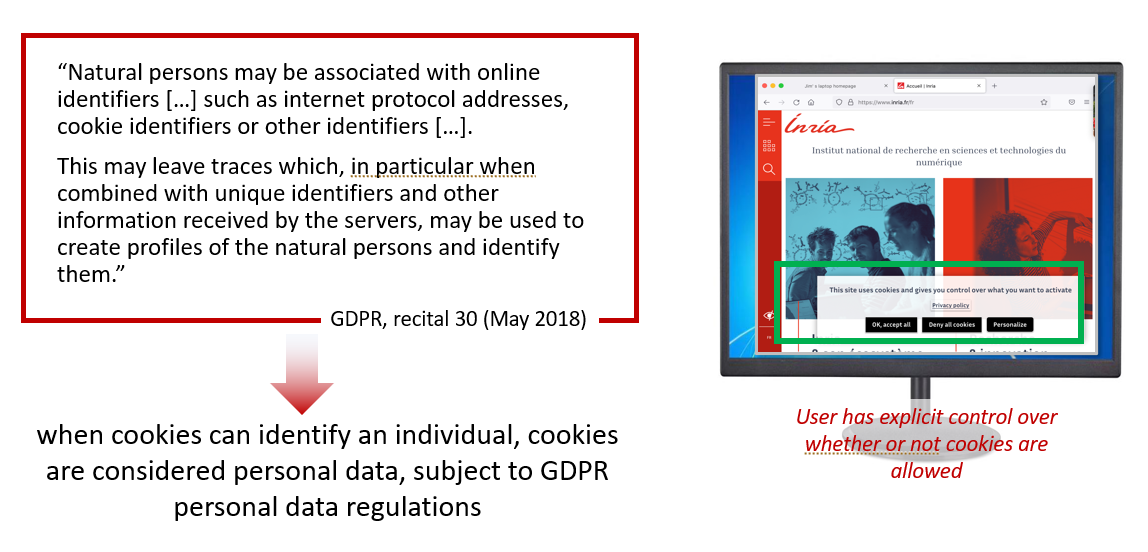 “Natural persons may be associated with online
identifiers […] such as internet protocol addresses,
cookie identifiers or other identifiers […].
This may leave traces which, in particular when
combined with unique identifiers and other
information received by the servers, may be used to
create profiles of the natural persons and identify
them.”
GDPR, recital 30 (May 2018)
when cookies can identify an individual, cookies
are considered personal data, subject to GDPR
personal data regulations
Jim's laptop homepage
Accueil | Inria
https://www.inria.fr/fr
Inria
Institut national de recherche en sciences et technologies du
numérique
This site uses cookies and gives you control over what you want to activate
Privacy policy
OK, accept all
Deny all cookies
Personalize
User has explicit control over
whether or not cookies are
allowed